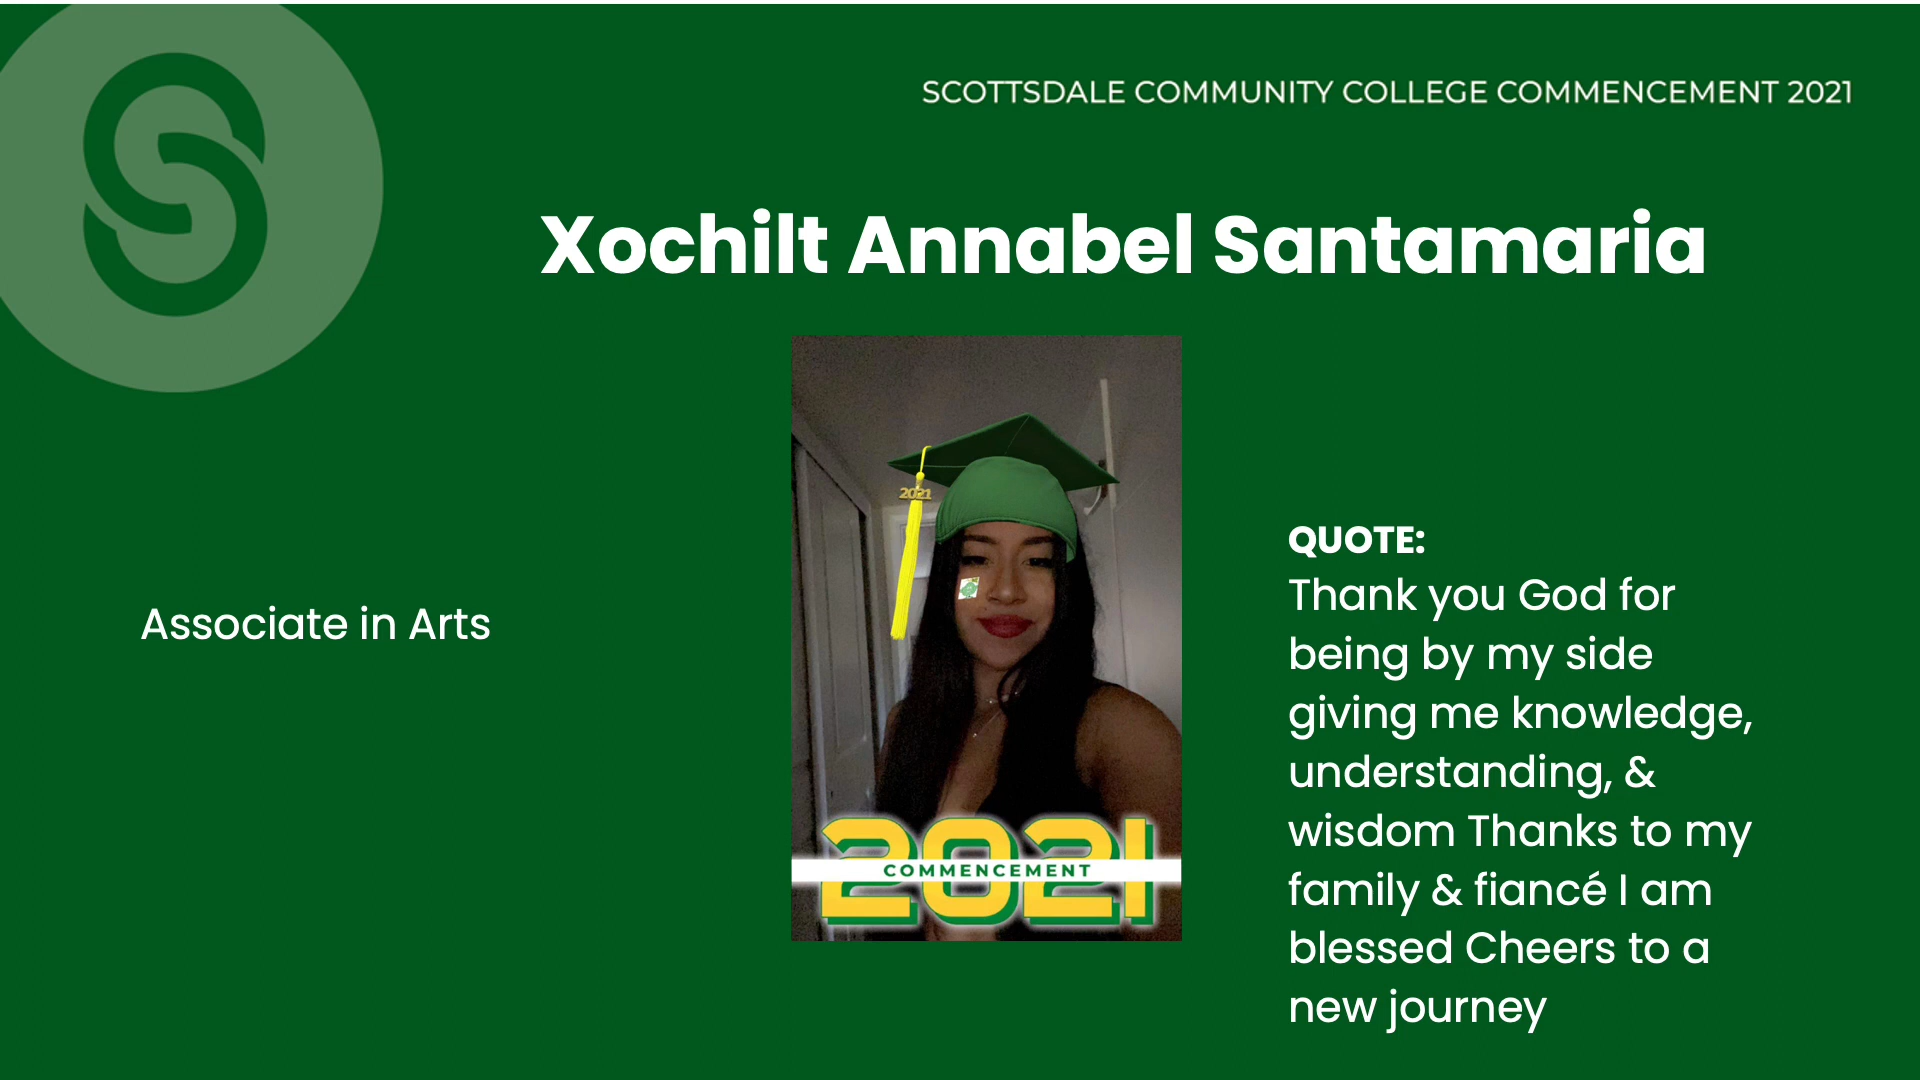 SCOTTSDALE COMMUNITY COLLEGE COMMENCEMENT 2021
Xochilt Annabel Santamaria
Associate in Arts
2021
2021
COMMENCEMENT
QUOTE:
Thank you God for
being by my side
giving me knowledge,
understanding, &
wisdom Thanks to my
family & fiancé I am
blessed Cheers to a
new journey